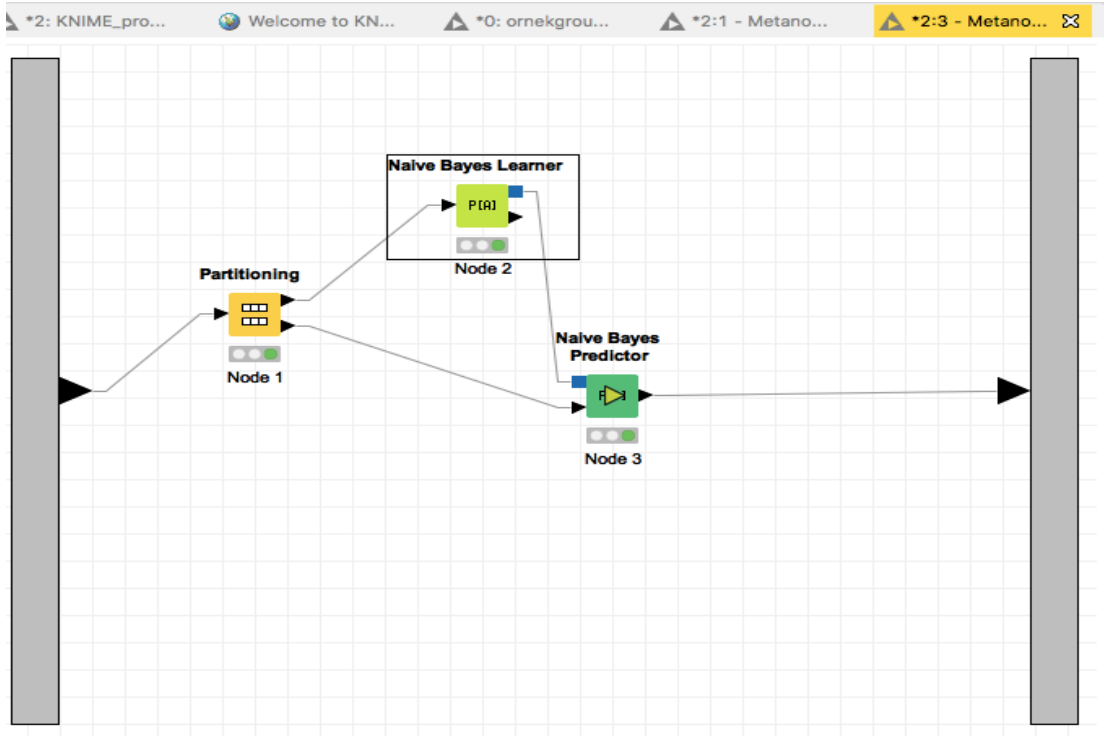 *2: KNIME_pro...
Welcome to KN...
*0: ornekgrou...
*2:1 - Metano...
*2:3 - Metano...
Naive Bayes Learner
P[A]
Node 2
Partitioning
Node 1
Naive Bayes
Predictor
Node 3